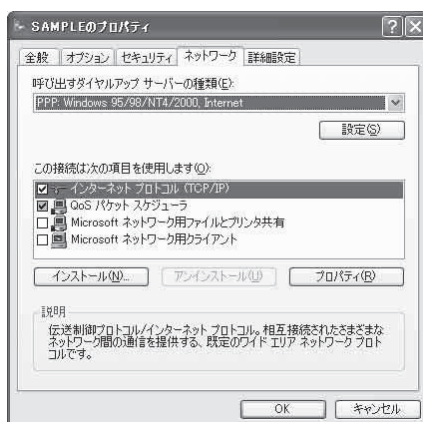 SAMPLEのプロパティ
全般 オプション セキュリティ ネットワーク 詳細設定
呼び出すダイヤルアップ サーバーの種類(E):
PPP: Windows 95/98/NT4/2000, Internet
設定(S)
この接続は次の項目を使用します(O):
インターネット プロトコル (TCP/IP)
QoS パケット スケジューラ
Microsoft ネットワーク用ファイルとプリンタ共有
Microsoft ネットワーク用クライアント
インストール(N)... アンインストール(U) プロパティ(R)
説明
伝送制御プロトコル/インターネット プロトコル。相互接続されたさまざまな
ネットワーク間の通信を提供する、既定のワイド エリア ネットワーク プロト
コルです。
OK キャンセル